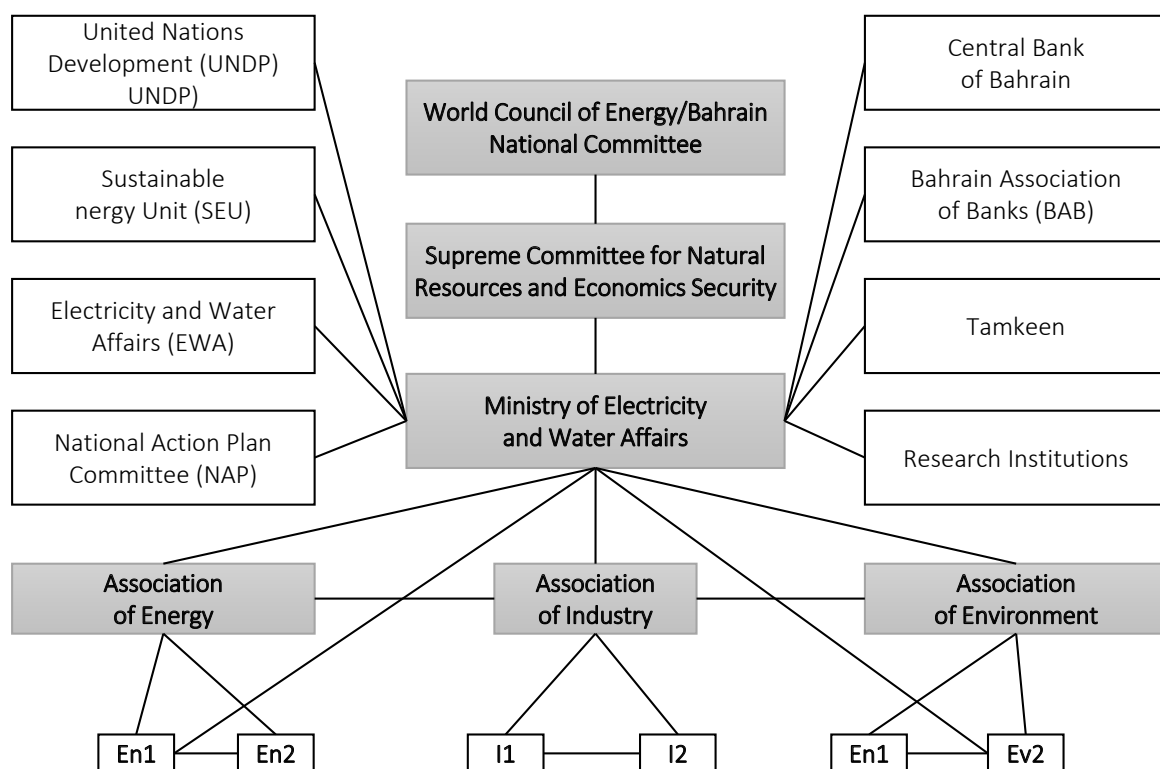 United Nations
Development (UNDP)
UNDP)
Central Bank
of Bahrain
World Council of Energy/Bahrain
National Committee
Sustainable
nergy Unit (SEU)
Bahrain Association
of Banks (BAB)
Supreme Committee for Natural
Resources and Economics Security
Electricity and Water
Affairs (EWA)
Tamkeen
Ministry of Electricity
and Water Affairs
National Action Plan
Committee (NAP)
Research Institutions
Association
of Energy
Association
of Industry
Association
of Environment
En1
En2
I1
I2
En1
Ev2